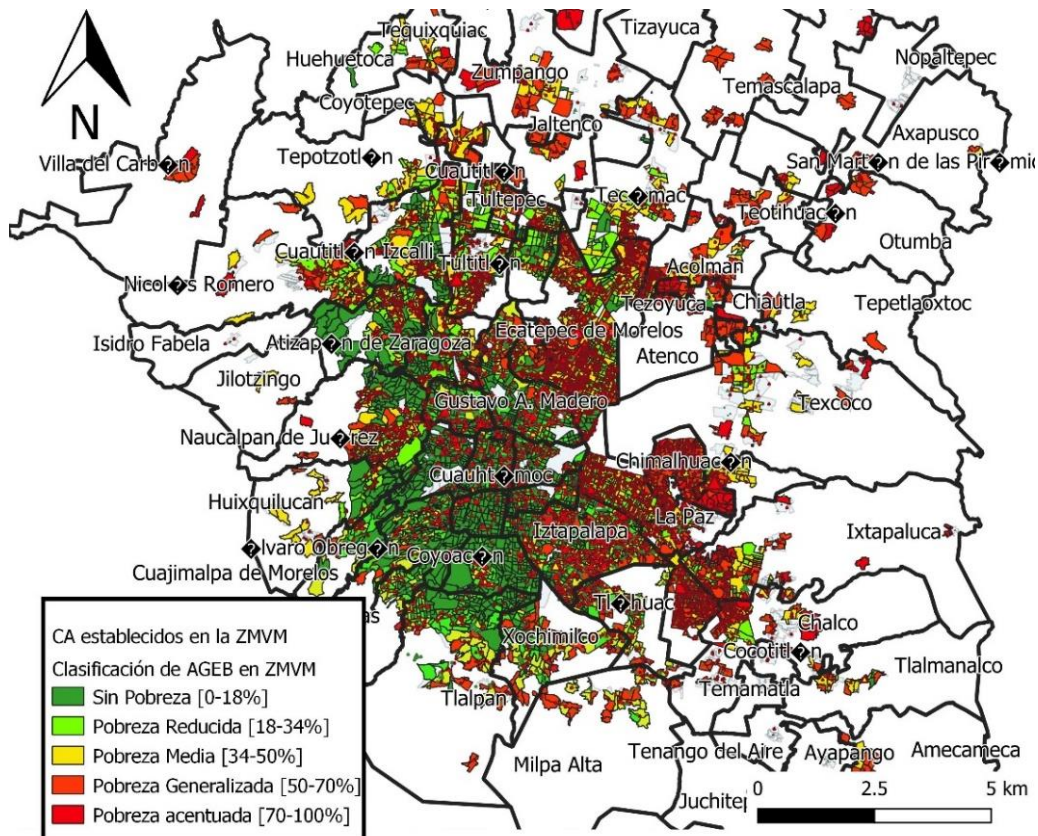 Tequixquiac
Tizayuca
Huehuetoca
Nopaltepec
Zumpango
Temascalapa
Coyotepec
Jaltenco
Axapusco
N
Villa del Carb�n
Tepotzotl�n
Cuautitl�n
San Mart�n de las Pir�mid
Tultepec
Tec�mac
Teotihuac�n
Otumba
Cuautitl�n Izcalli
Tultitl�n
Acolman
Nicol�s Romero
Tezoyuca
Chiautla
Tepetlaoxtoc
Ecatepec de Morelos
Isidro Fabela
Atizap�n de Zaragoza
Atenco
Jilotzingo
Gustavo A. Madero
Texcoco
Naucalpan de Ju�rez
Chimalhuac�n
Cuauht�moc
Huixquilucan
La Paz
Iztapalapa
Ixtapaluca
�lvaro Obreg�n
Coyoac�n
Cuajimalpa de Morelos
Tl�huac
as
Chalco
Xochimilco
Cocotitl�n
Tlalmanalco
Tlalpan
Temamatla
Tenango del Aire
Ayapango
Amecameca
Milpa Alta
Juchitep
CA establecidos en la ZMVM
Clasificación de AGEB en ZMVM
Sin Pobreza [0-18%]
Pobreza Reducida [18-34%]
Pobreza Media [34-50%]
Pobreza Generalizada [50-70%]
Pobreza acentuada [70-100%]
0 2.5 5 km